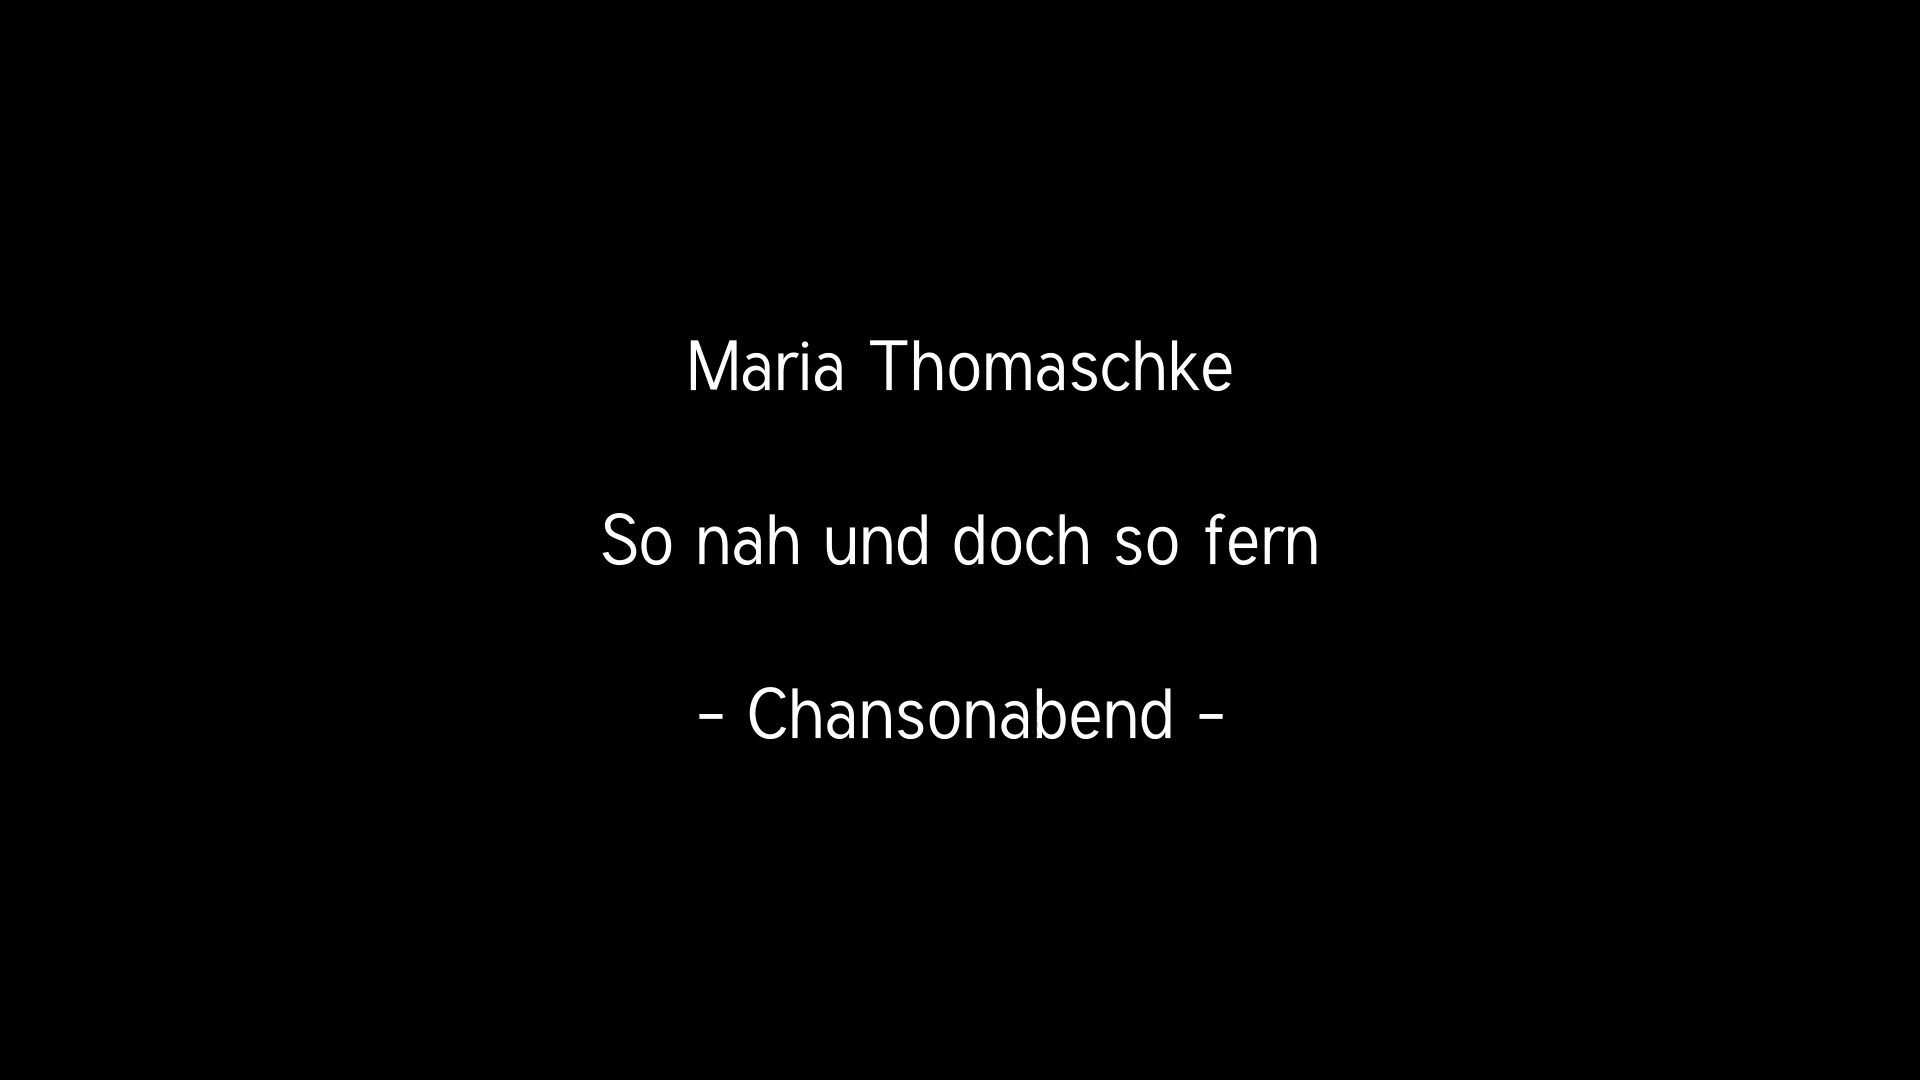 Maria Thomaschke
So nah und doch so fern
- Chansonabend -